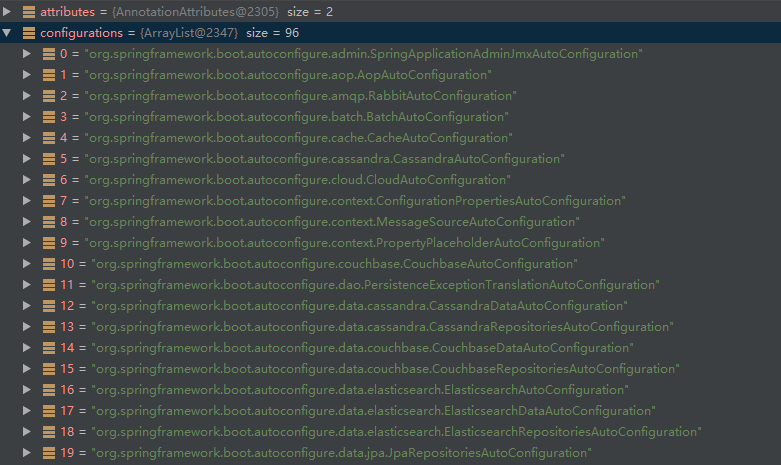 attributes = {AnnotationAttributes@2305} size = 2
configurations = {ArrayList@2347} size = 96
0 = "org.springframework.boot.autoconfigure.admin.SpringApplicationAdminJmxAutoConfiguration"
1 = "org.springframework.boot.autoconfigure.aop.AopAutoConfiguration"
2 = "org.springframework.boot.autoconfigure.amqp.RabbitAutoConfiguration"
3 = "org.springframework.boot.autoconfigure.batch.BatchAutoConfiguration"
4 = "org.springframework.boot.autoconfigure.cache.CacheAutoConfiguration"
5 = "org.springframework.boot.autoconfigure.cassandra.CassandraAutoConfiguration"
6 = "org.springframework.boot.autoconfigure.cloud.CloudAutoConfiguration"
7 = "org.springframework.boot.autoconfigure.context.ConfigurationPropertiesAutoConfiguration"
8 = "org.springframework.boot.autoconfigure.context.MessageSourceAutoConfiguration"
9 = "org.springframework.boot.autoconfigure.context.PropertyPlaceholderAutoConfiguration"
10 = "org.springframework.boot.autoconfigure.couchbase.CouchbaseAutoConfiguration"
11 = "org.springframework.boot.autoconfigure.dao.PersistenceExceptionTranslationAutoConfiguration"
12 = "org.springframework.boot.autoconfigure.data.cassandra.CassandraDataAutoConfiguration"
13 = "org.springframework.boot.autoconfigure.data.cassandra.CassandraRepositoriesAutoConfiguration"
14 = "org.springframework.boot.autoconfigure.data.couchbase.CouchbaseDataAutoConfiguration"
15 = "org.springframework.boot.autoconfigure.data.couchbase.CouchbaseRepositoriesAutoConfiguration"
16 = "org.springframework.boot.autoconfigure.data.elasticsearch.ElasticsearchAutoConfiguration"
17 = "org.springframework.boot.autoconfigure.data.elasticsearch.ElasticsearchDataAutoConfiguration"
18 = "org.springframework.boot.autoconfigure.data.elasticsearch.ElasticsearchRepositoriesAutoConfiguration"
19 = "org.springframework.boot.autoconfigure.data.jpa.JpaRepositoriesAutoConfiguration"